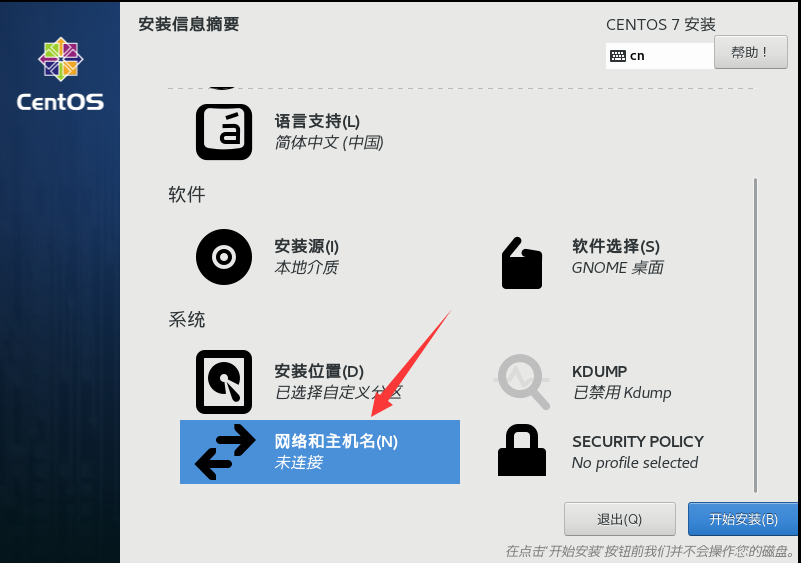 安装信息摘要
CENTOS 7 安装
cn
帮助！
CentOS
á
语言支持(L)
简体中文 (中国)
软件
安装源(I)
本地介质
软件选择(S)
GNOME 桌面
系统
安装位置(D)
已选择自定义分区
KDUMP
已禁用 Kdump
网络和主机名(N)
未连接
SECURITY POLICY
No profile selected
退出(Q)
开始安装(B)
在点击'开始安装'按钮前我们并不会操作您的磁盘。